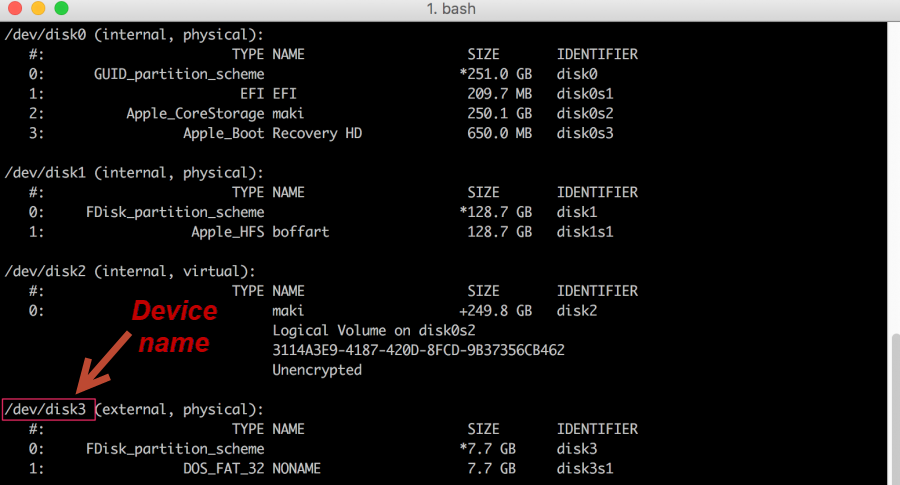 1. bash
/dev/disk0 (internal, physical):
#: TYPE NAME SIZE IDENTIFIER
0: GUID_partition_scheme *251.0 GB disk0
1: EFI EFI 209.7 MB disk0s1
2: Apple_CoreStorage maki 250.1 GB disk0s2
3: Apple_Boot Recovery HD 650.0 MB disk0s3
/dev/disk1 (internal, physical):
#: TYPE NAME SIZE IDENTIFIER
0: FDisk_partition_scheme *128.7 GB disk1
1: Apple_HFS boffart 128.7 GB disk1s1
/dev/disk2 (internal, virtual):
#: TYPE NAME SIZE IDENTIFIER
0: maki +249.8 GB disk2
Logical Volume on disk0s2
3114A3E9-4187-420D-8FCD-9B37356CB462
Unencrypted
Device
name
/dev/disk3 (external, physical):
#: TYPE NAME SIZE IDENTIFIER
0: FDisk_partition_scheme *7.7 GB disk3
1: DOS_FAT_32 NONAME 7.7 GB disk3s1